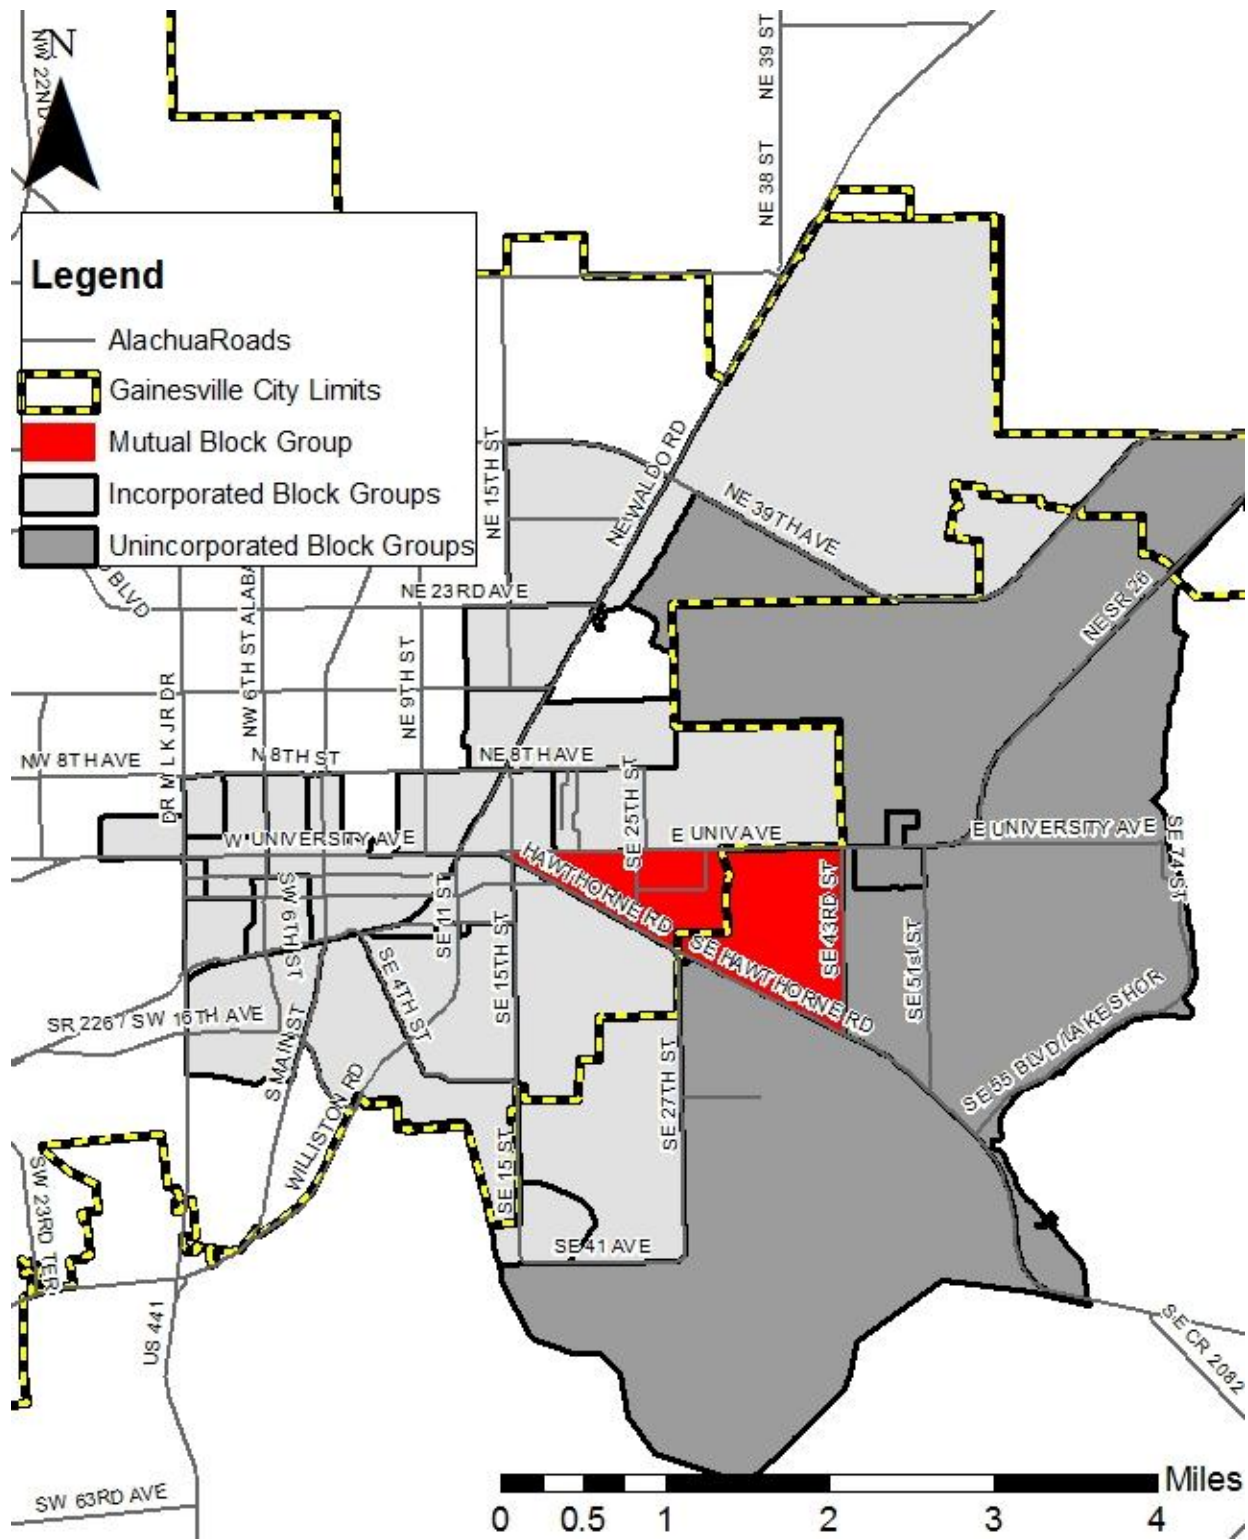 N
NW 22ND
NE 39 ST
NE 38 ST
Legend
AlachuaRoads
Gainesville City Limits
Mutual Block Group
Incorporated Block Groups
Unincorporated Block Groups
NE 15TH ST
NE WALDO RD
NE 39TH AVE
BLVD
NW 6TH ST ALABA
NE 23RD AVE
NE SR 26
DR M L K JR DR
NE 9TH ST
NW 8TH AVE
N 8TH ST
NE 8TH AVE
SE 25TH ST
W UNIVERSITY AVE
E UNIV AVE
E UNIVERSITY AVE
SE 74 ST
HAWTHORNE RD
SW 6TH ST
SE 11 ST
SE 15TH ST
SE 43RD ST
SE 51st ST
SE HAWTHORNE RD
SE 4TH ST
SR 226 / SW 16TH AVE
S MAIN ST
SE 27TH ST
SE 55 BLVD/LAKE SHOR
WILLISTON RD
SE 15 ST
SW 23RD TER
SE 41 AVE
US 441
SE CR 2082
SW 63RD AVE
Miles
0 0.5 1 2 3 4